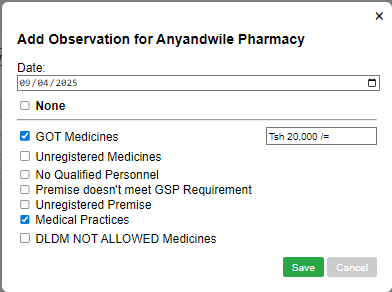 ×
Add Observation for Anyandwile Pharmacy
Date:
09/04/2025
None
GOT Medicines Tsh 20,000 /=
Unregistered Medicines
No Qualified Personnel
Premise doesn't meet GSP Requirement
Unregistered Premise
Medical Practices
DLDM NOT ALLOWED Medicines
Save Cancel